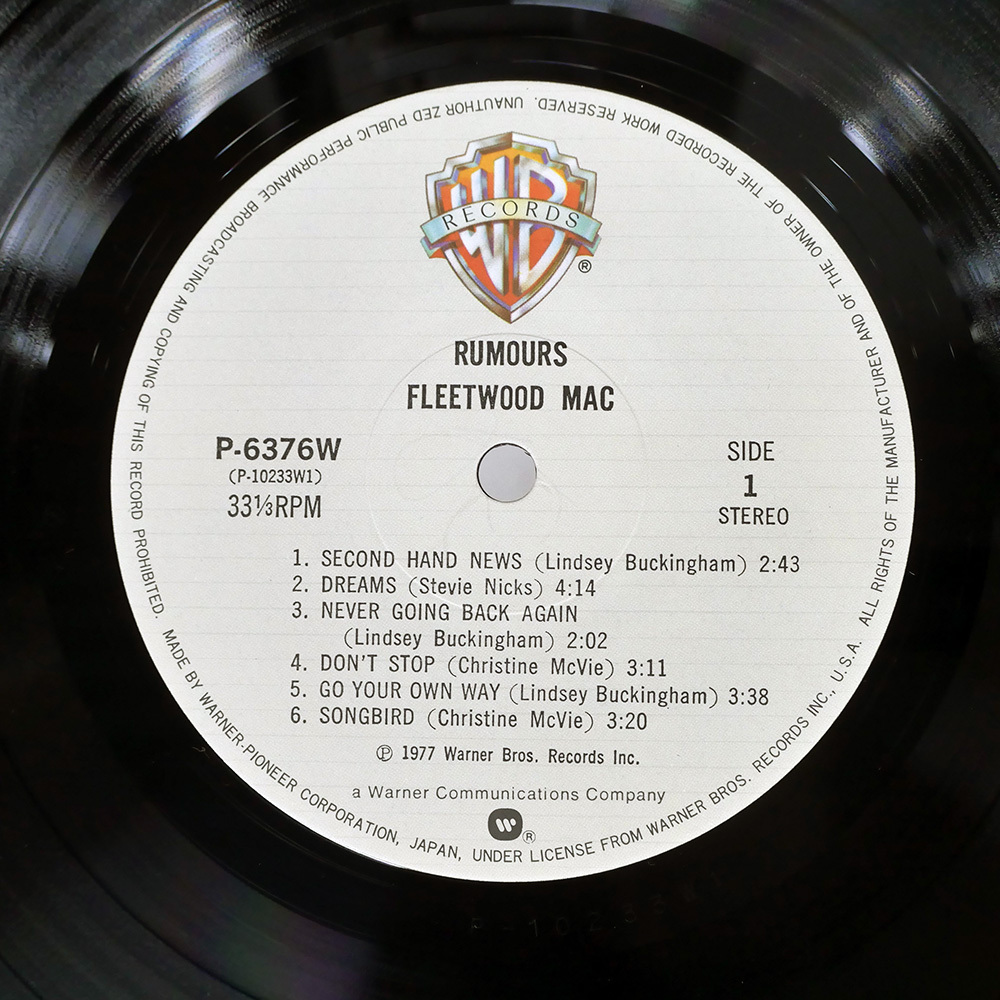 WB
RECORDS
®
RUMOURS
FLEETWOOD MAC
P-6376W
(P-10233W1)
33⅓RPM
SIDE
1
STEREO
1. SECOND HAND NEWS (Lindsey Buckingham) 2:43
2. DREAMS (Stevie Nicks) 4:14
3. NEVER GOING BACK AGAIN
(Lindsey Buckingham) 2:02
4. DON'T STOP (Christine McVie) 3:11
5. GO YOUR OWN WAY (Lindsey Buckingham) 3:38
6. SONGBIRD (Christine McVie) 3:20
℗ 1977 Warner Bros. Records Inc.
a Warner Communications Company
W ®
MADE BY WARNER-PIONEER CORPORATION, JAPAN, UNDER LICENSE FROM WARNER BROS. RECORDS INC., U.S.A. ALL RIGHTS OF THE MANUFACTURER AND OF THE OWNER OF THE RECORDED WORK RESERVED. UNAUTHOR ZED PUBLIC PERFORMANCE BROADCASTING AND COPYING OF THIS RECORD PROHIBITED.